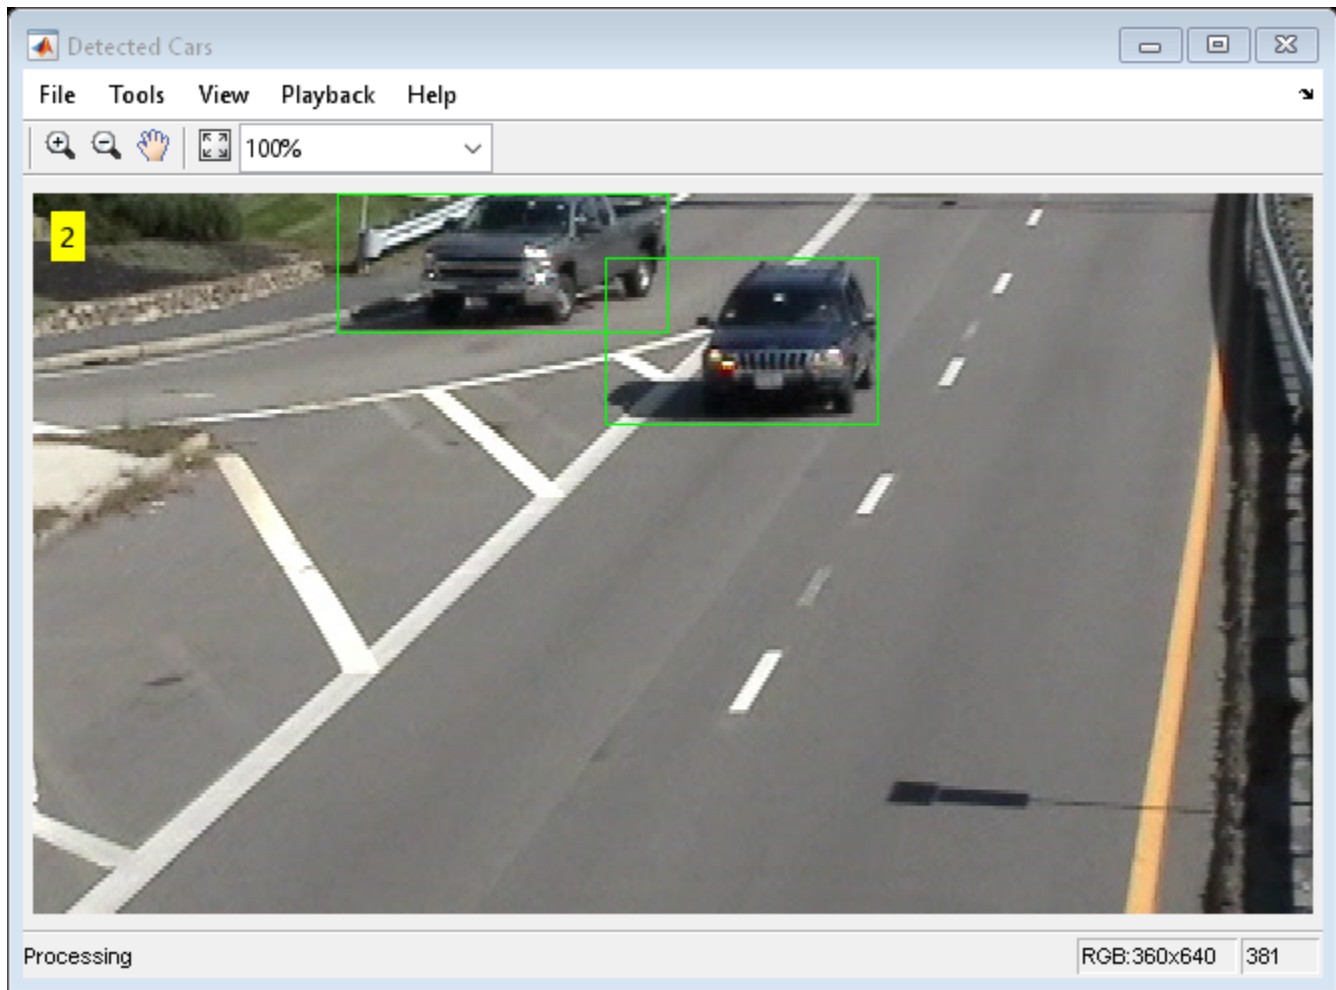 Detected Cars
File Tools View Playback Help
100%
2
Processing RGB:360x640 381